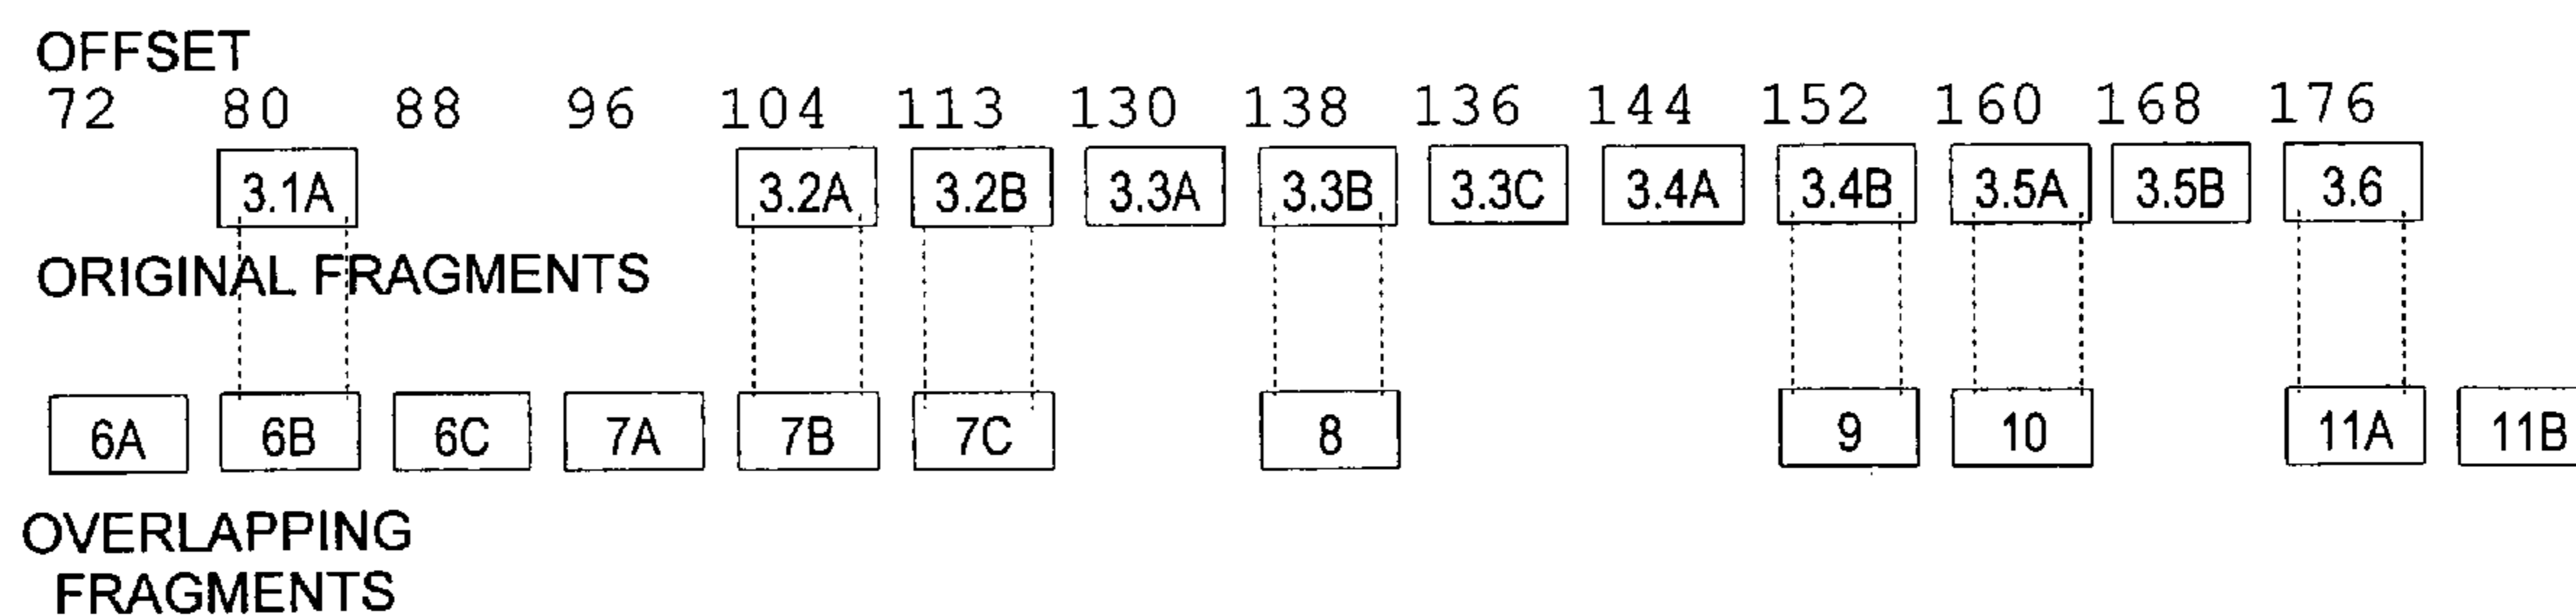 OFFSET
72 80 88 96 104 113 130 138 136 144 152 160 168 176
3.1A 3.2A 3.2B 3.3A 3.3B 3.3C 3.4A 3.4B 3.5A 3.5B 3.6
ORIGINAL FRAGMENTS
6A 6B 6C 7A 7B 7C 8 9 10 11A 11B
OVERLAPPING
FRAGMENTS